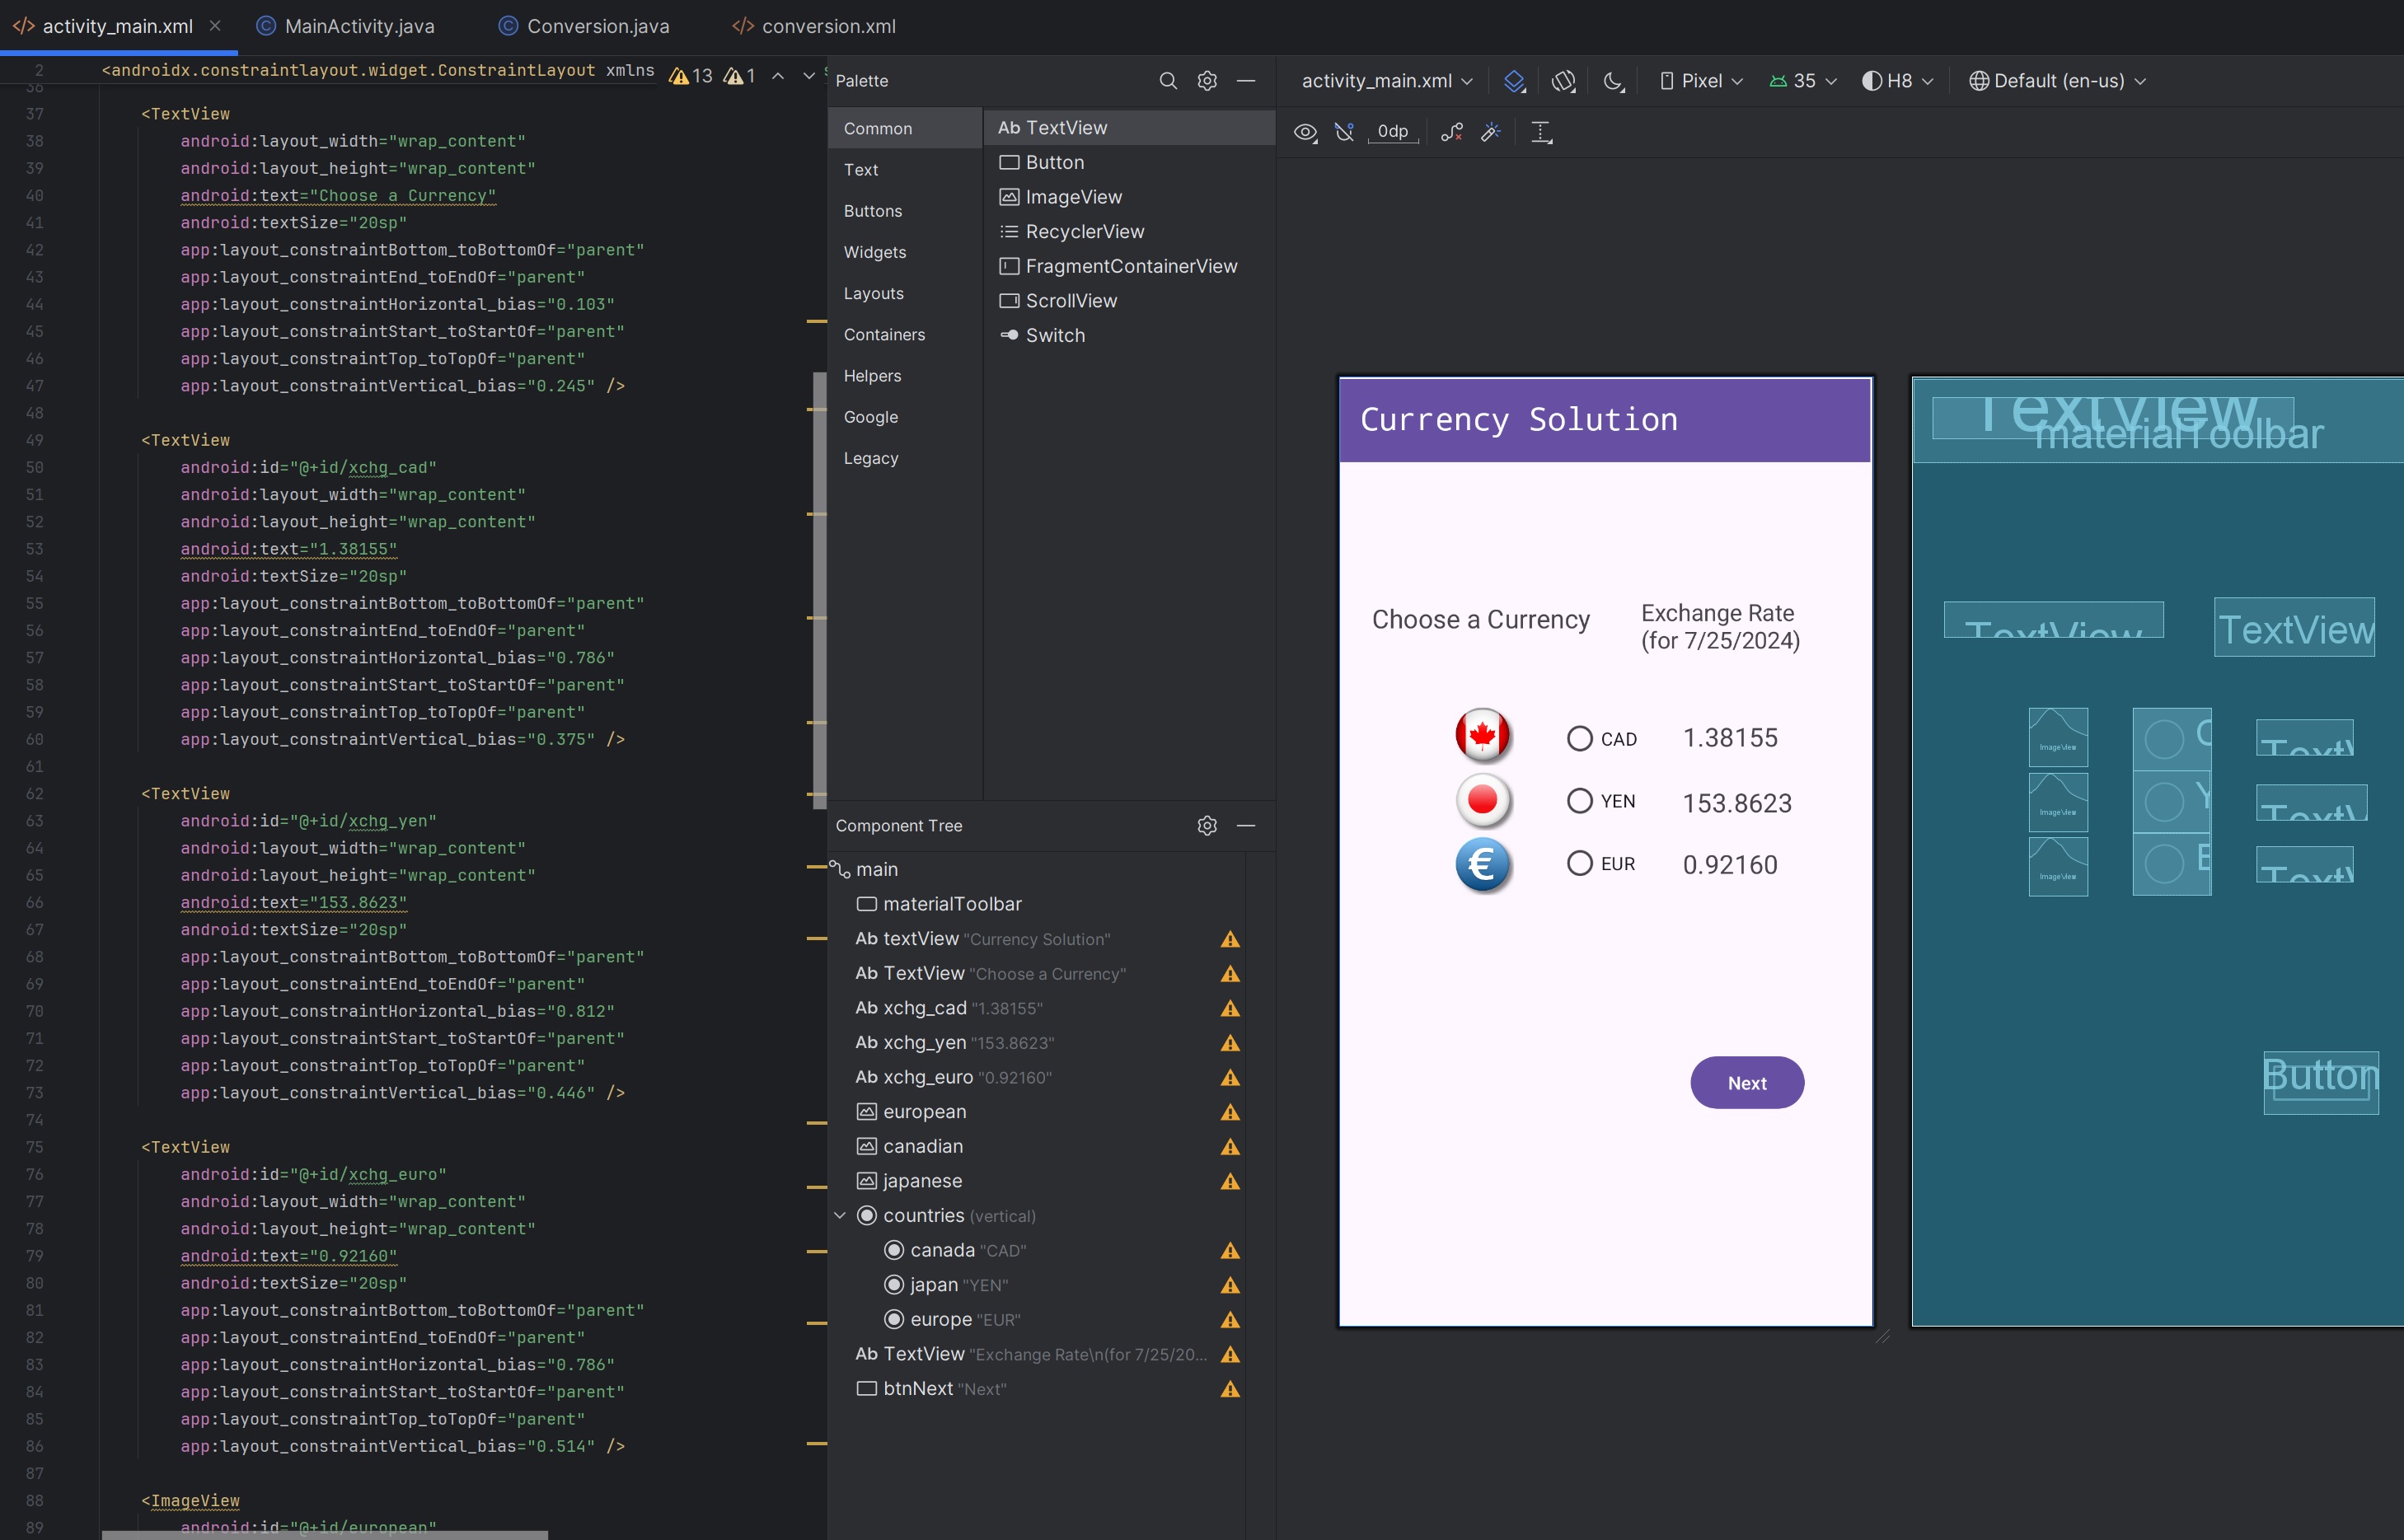 activity_main.xml
MainActivity.java
Conversion.java
conversion.xml
2 <androidx.constraintlayout.widget.ConstraintLayout xmlns
13 1
36
37 <TextView
38 android:layout_width="wrap_content"
39 android:layout_height="wrap_content"
40 android:text="Choose a Currency"
41 android:textSize="20sp"
42 app:layout_constraintBottom_toBottomOf="parent"
43 app:layout_constraintEnd_toEndOf="parent"
44 app:layout_constraintHorizontal_bias="0.103"
45 app:layout_constraintStart_toStartOf="parent"
46 app:layout_constraintTop_toTopOf="parent"
47 app:layout_constraintVertical_bias="0.245" />
48
49 <TextView
50 android:id="@+id/xchg_cad"
51 android:layout_width="wrap_content"
52 android:layout_height="wrap_content"
53 android:text="1.38155"
54 android:textSize="20sp"
55 app:layout_constraintBottom_toBottomOf="parent"
56 app:layout_constraintEnd_toEndOf="parent"
57 app:layout_constraintHorizontal_bias="0.786"
58 app:layout_constraintStart_toStartOf="parent"
59 app:layout_constraintTop_toTopOf="parent"
60 app:layout_constraintVertical_bias="0.375" />
61
62 <TextView
63 android:id="@+id/xchg_yen"
64 android:layout_width="wrap_content"
65 android:layout_height="wrap_content"
66 android:text="153.8623"
67 android:textSize="20sp"
68 app:layout_constraintBottom_toBottomOf="parent"
69 app:layout_constraintEnd_toEndOf="parent"
70 app:layout_constraintHorizontal_bias="0.812"
71 app:layout_constraintStart_toStartOf="parent"
72 app:layout_constraintTop_toTopOf="parent"
73 app:layout_constraintVertical_bias="0.446" />
74
75 <TextView
76 android:id="@+id/xchg_euro"
77 android:layout_width="wrap_content"
78 android:layout_height="wrap_content"
79 android:text="0.92160"
80 android:textSize="20sp"
81 app:layout_constraintBottom_toBottomOf="parent"
82 app:layout_constraintEnd_toEndOf="parent"
83 app:layout_constraintHorizontal_bias="0.786"
84 app:layout_constraintStart_toStartOf="parent"
85 app:layout_constraintTop_toTopOf="parent"
86 app:layout_constraintVertical_bias="0.514" />
87
88 <ImageView
89 android:id="@+id/european"
Palette
Common
Text
Buttons
Widgets
Layouts
Containers
Helpers
Google
Legacy
Ab TextView
Button
ImageView
RecyclerView
FragmentContainerView
ScrollView
Switch
Component Tree
main
materialToolbar
Ab textView "Currency Solution"
Ab TextView "Choose a Currency"
Ab xchg_cad "1.38155"
Ab xchg_yen "153.8623"
Ab xchg_euro "0.92160"
european
canadian
japanese
countries (vertical)
canada "CAD"
japan "YEN"
europe "EUR"
Ab TextView "Exchange Rate\n(for 7/25/20...
btnNext "Next"
activity_main.xml
Pixel
35
H8
Default (en-us)
0dp
Currency Solution
Choose a Currency
Exchange Rate
(for 7/25/2024)
CAD 1.38155
YEN 153.8623
€ EUR 0.92160
Next
TextView
materialToolbar
TextView
TextView
ImageView
C
TextV
ImageView
Y
TextV
ImageView
E
TextV
Button